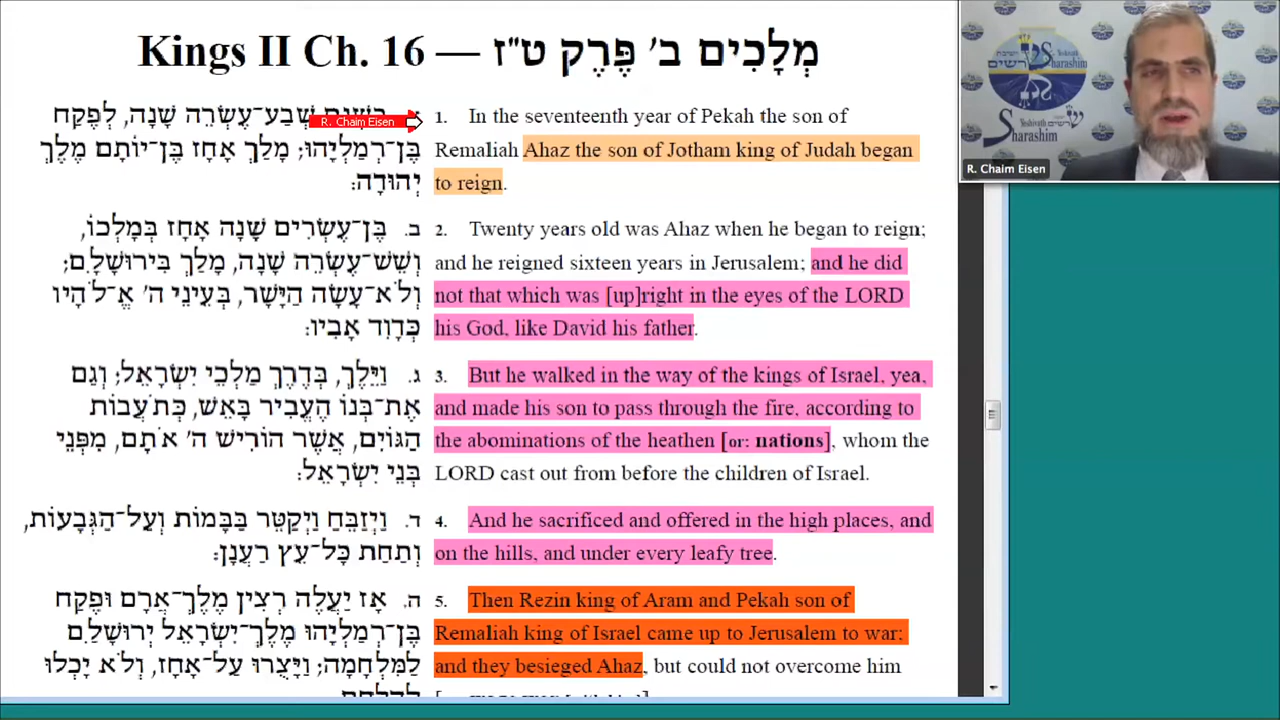 Kings II Ch. 16 — מְלָכִים ב׳ פֶּרֶק ט"ז
שְׁבַע־עֶשְׂרֵה שָׁנָה, לְפֶקַח
בֶּן־רְמַלְיָהוּ; מָלַךְ אָחָז בֶּן־יוֹתָם מֶלֶךְ
יְהוּדָה:
ב. בֶּן־עֶשְׂרִים שָׁנָה אָחָז בְּמָלְכוֹ,
וְשֵׁשׁ־עֶשְׂרֵה שָׁנָה, מָלַךְ בִּירוּשָׁלִָם;
וְלֹא־עָשָׂה הַיָּשָׁר, בְּעֵינֵי ה׳ אֱ־לֹהָיו
כְּדָוִד אָבִיו:
ג. וַיֵּלֶךְ, בְּדֶרֶךְ מַלְכֵי יִשְׂרָאֵל; וְגַם
אֶת־בְּנוֹ הֶעֱבִיר בָּאֵשׁ, כְּתֹעֲבוֹת
הַגּוֹיִם, אֲשֶׁר הוֹרִישׁ ה׳ אֹתָם, מִפְּנֵי
בְּנֵי יִשְׂרָאֵל:
ד. וַיְזַבֵּחַ וַיְקַטֵּר בַּבָּמוֹת וְעַל־הַגְּבָעוֹת,
וְתַחַת כָּל־עֵץ רַעֲנָן:
ה. אָז יַעֲלֶה רְצִין מֶלֶךְ־אֲרָם וּפֶקַח
בֶּן־רְמַלְיָהוּ מֶלֶךְ־יִשְׂרָאֵל יְרוּשָׁלִַם
לַמִּלְחָמָה; וַיָּצֻרוּ עַל־אָחָז, וְלֹא יָכְלוּ
R. Chaim Eisen
1. In the seventeenth year of Pekah the son of
Remaliah Ahaz the son of Jotham king of Judah began
to reign.
2. Twenty years old was Ahaz when he began to reign;
and he reigned sixteen years in Jerusalem; and he did
not that which was [up]right in the eyes of the LORD
his God, like David his father.
3. But he walked in the way of the kings of Israel, yea,
and made his son to pass through the fire, according to
the abominations of the heathen [or: nations], whom the
LORD cast out from before the children of Israel.
4. And he sacrificed and offered in the high places, and
on the hills, and under every leafy tree.
5. Then Rezin king of Aram and Pekah son of
Remaliah king of Israel came up to Jerusalem to war;
and they besieged Ahaz, but could not overcome him
Yeshivath
Sharashim
R. Chaim Eisen